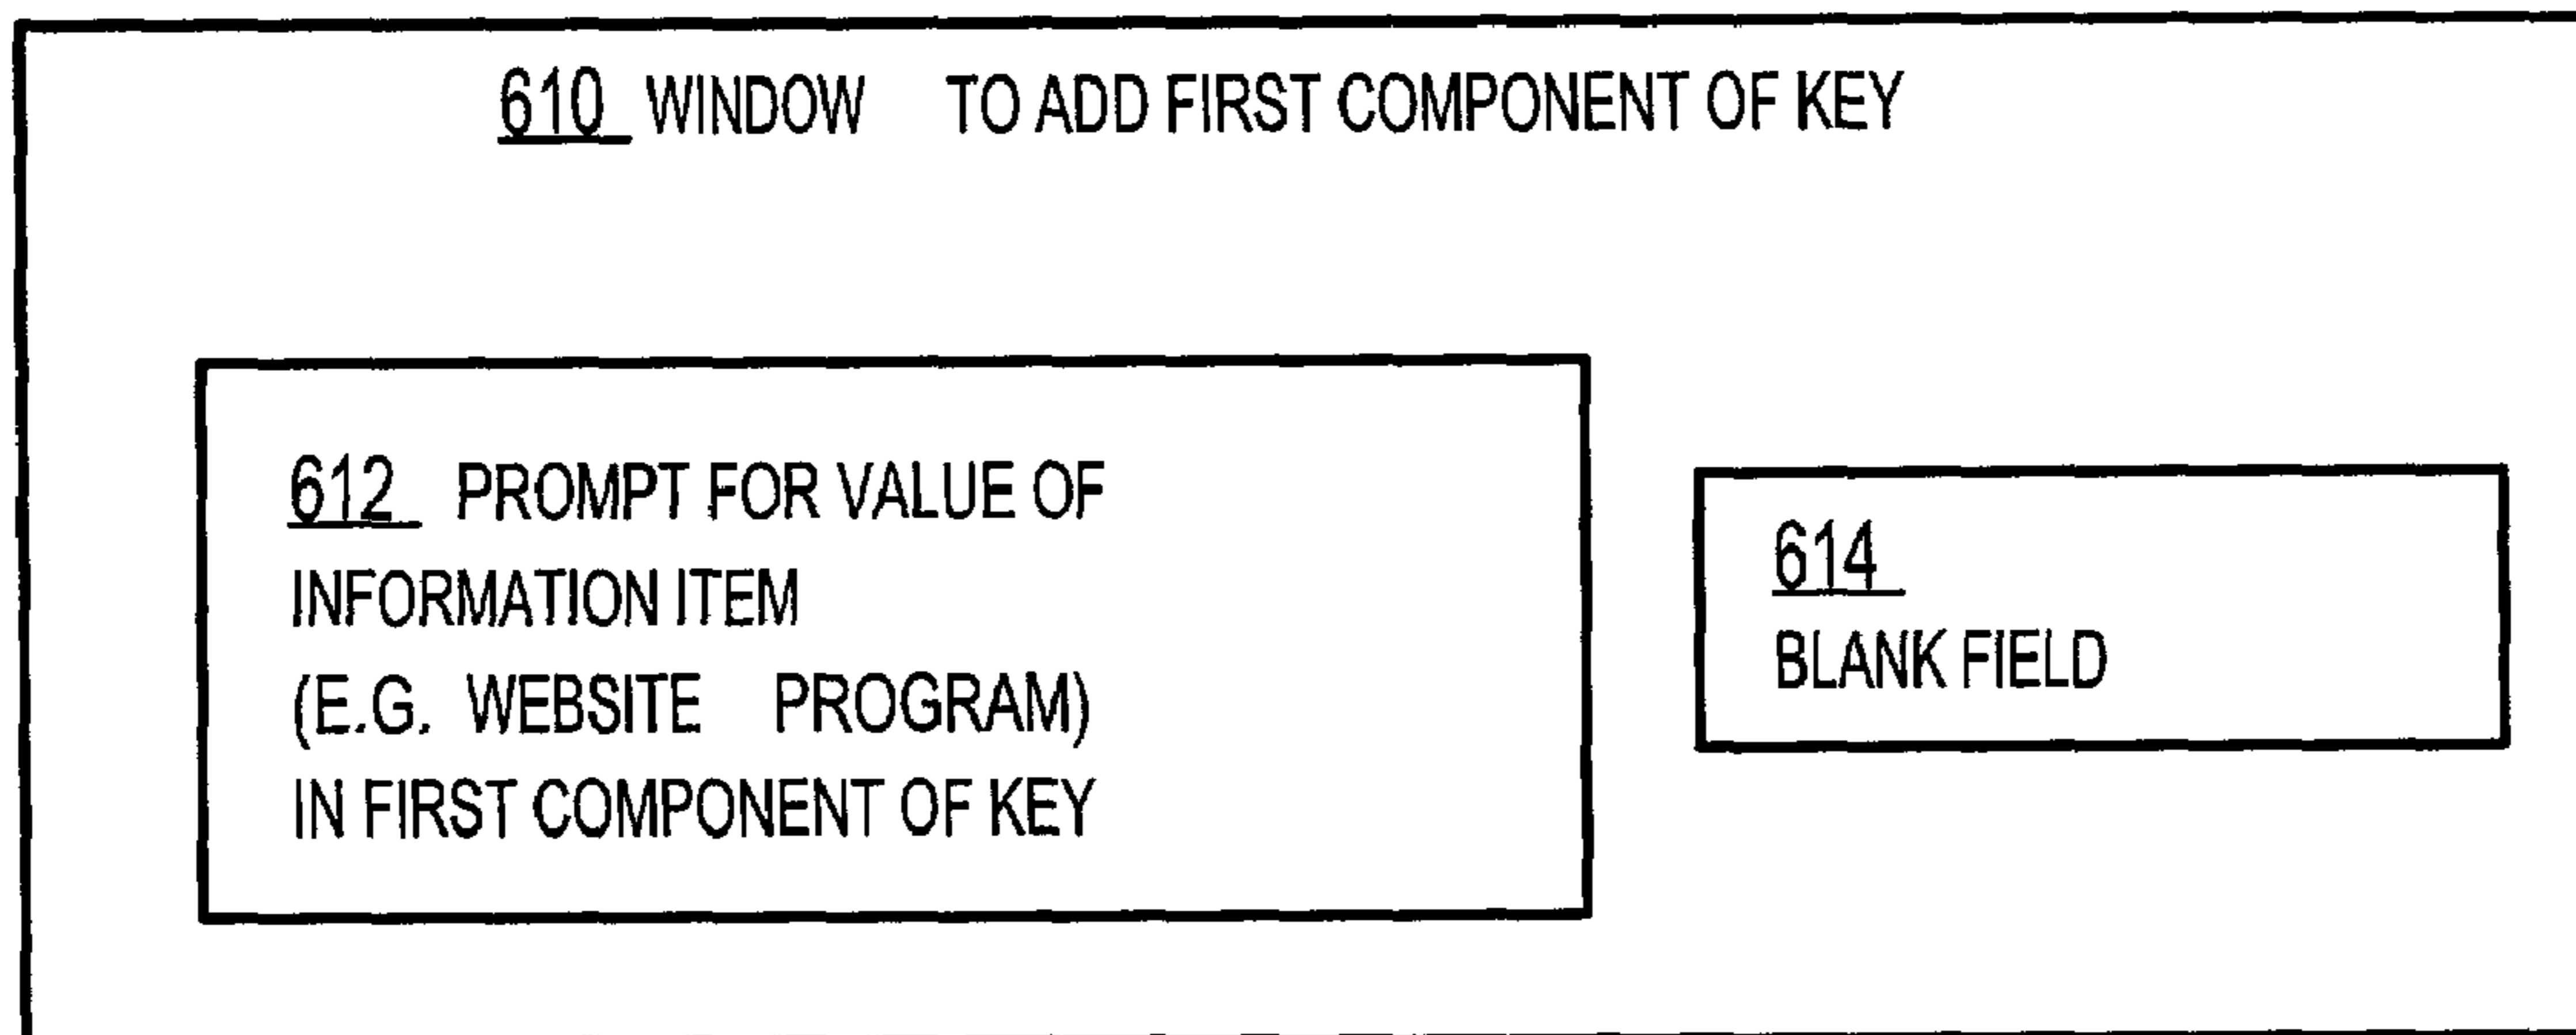 610 WINDOW TO ADD FIRST COMPONENT OF KEY
612 PROMPT FOR VALUE OF
INFORMATION ITEM
(E.G. WEBSITE PROGRAM)
IN FIRST COMPONENT OF KEY
614
BLANK FIELD